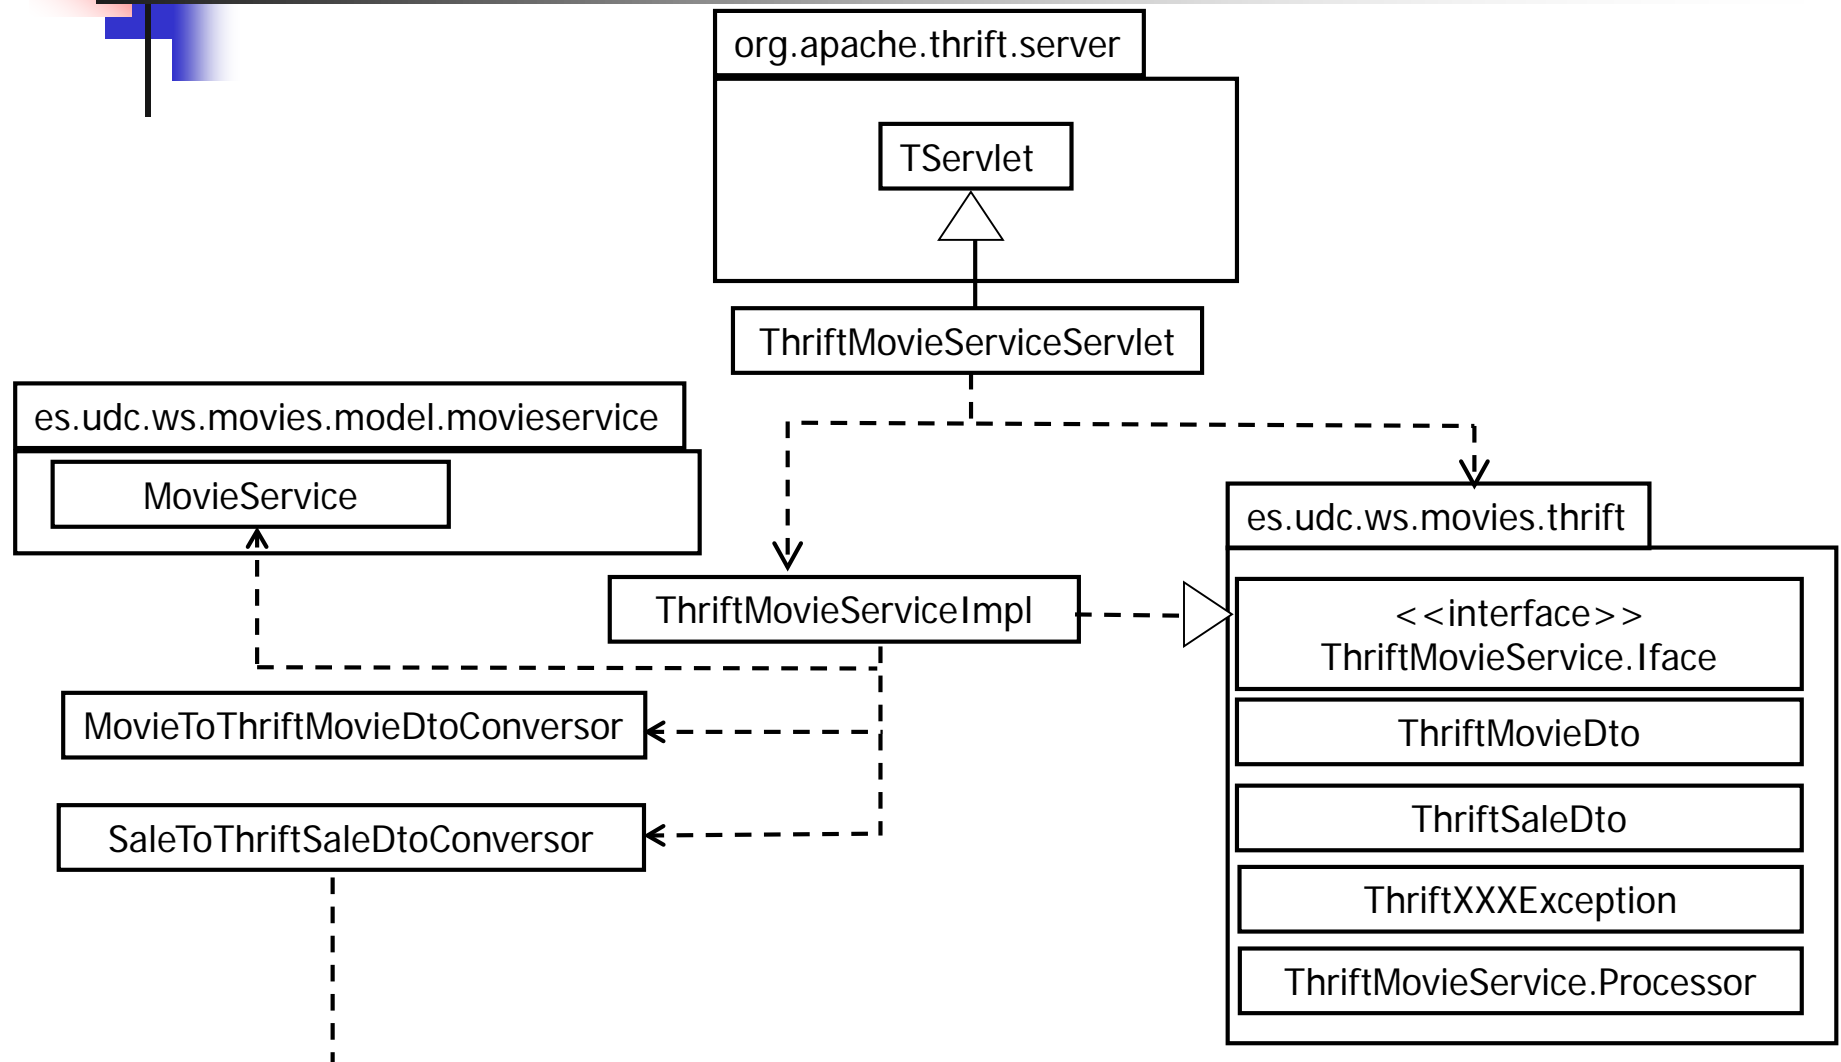 org.apache.thrift.server
TServlet
ThriftMovieServiceServlet
es.udc.ws.movies.model.movieservice
MovieService
es.udc.ws.movies.thrift
ThriftMovieServiceImpl
<<interface>>
ThriftMovieService.Iface
MovieToThriftMovieDtoConversor
ThriftMovieDto
SaleToThriftSaleDtoConversor
ThriftSaleDto
ThriftXXXException
ThriftMovieService.Processor